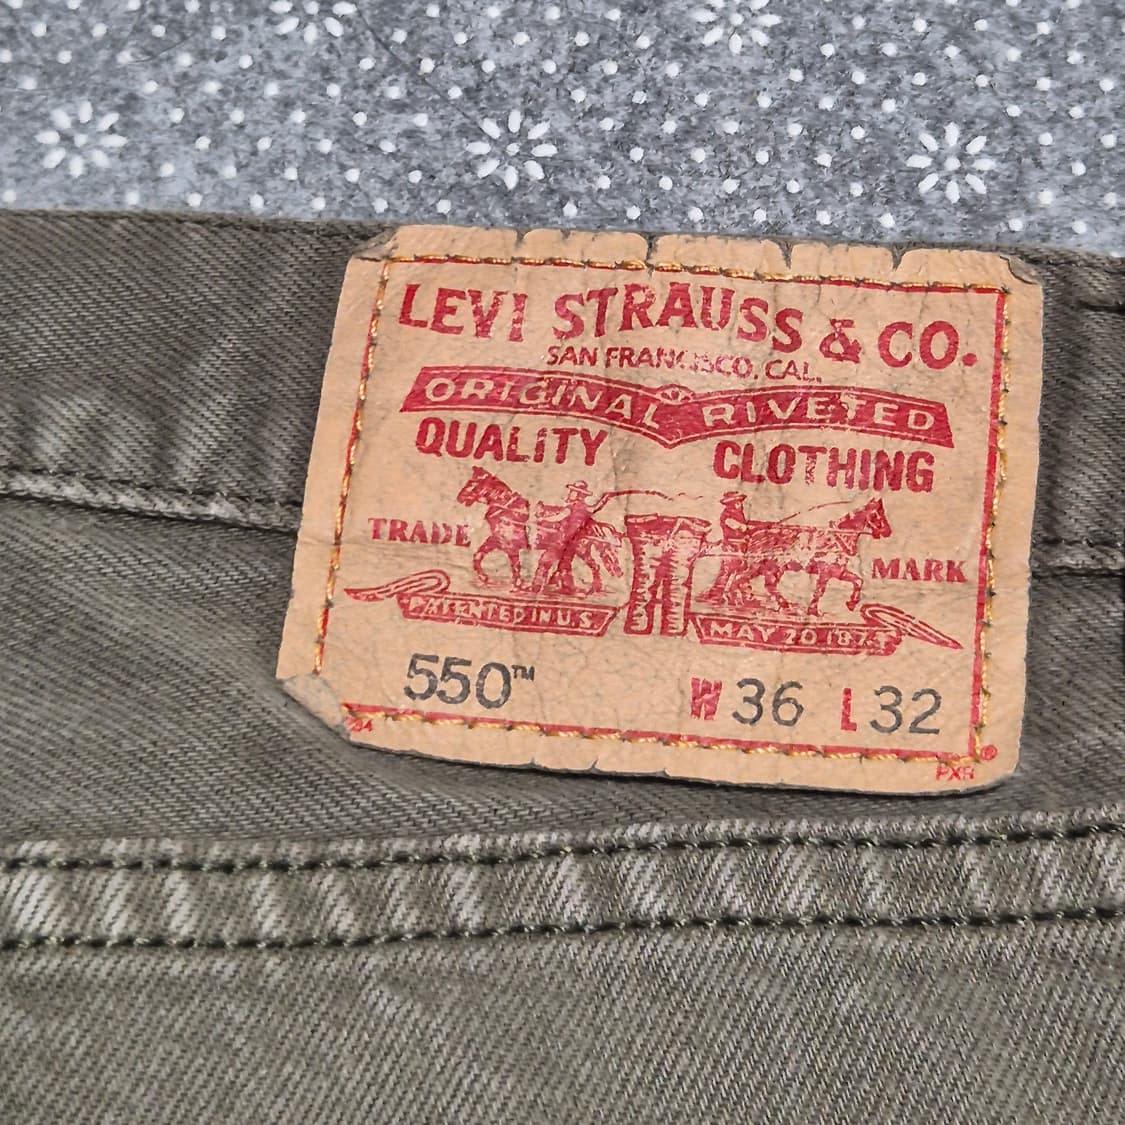 LEVI STRAUSS & CO.
SAN FRANCISCO, CAL.
ORIGINAL RIVETED
QUALITY CLOTHING
TRADE MARK
PATENTED IN U.S. MAY 20 1873
550™ W 36 L 32
®